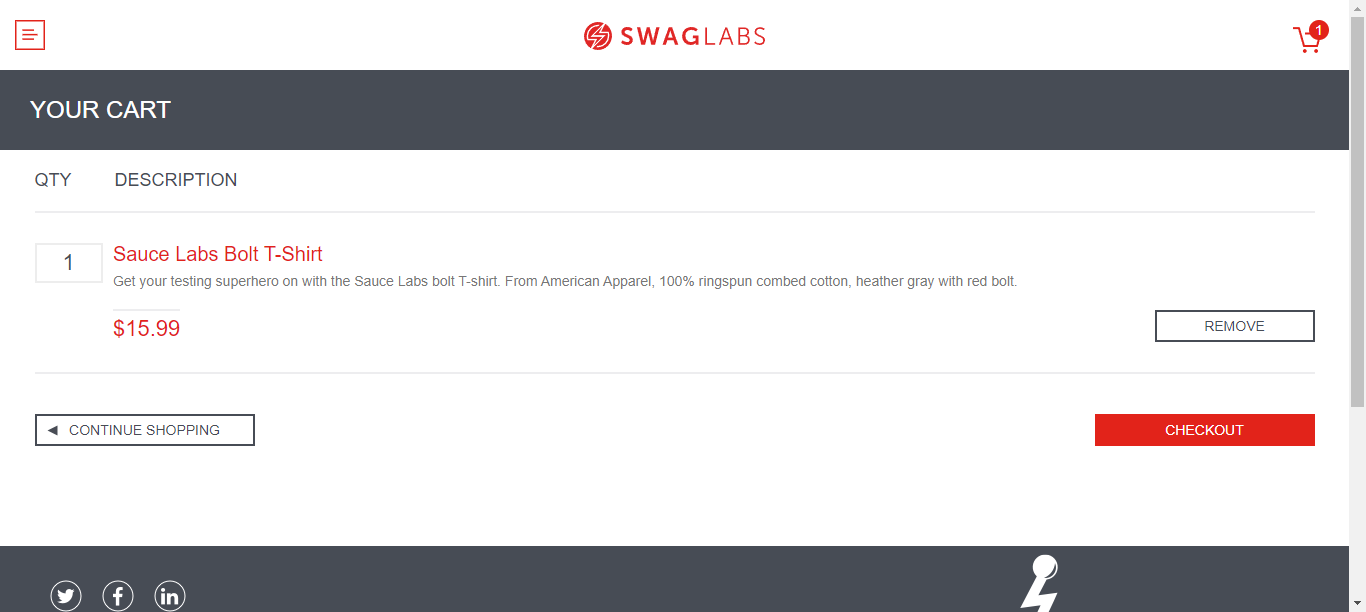 SWAGLABS
1
YOUR CART
QTY DESCRIPTION
1
Sauce Labs Bolt T-Shirt
Get your testing superhero on with the Sauce Labs bolt T-shirt. From American Apparel, 100% ringspun combed cotton, heather gray with red bolt.
$15.99
REMOVE
CONTINUE SHOPPING
CHECKOUT
f
in